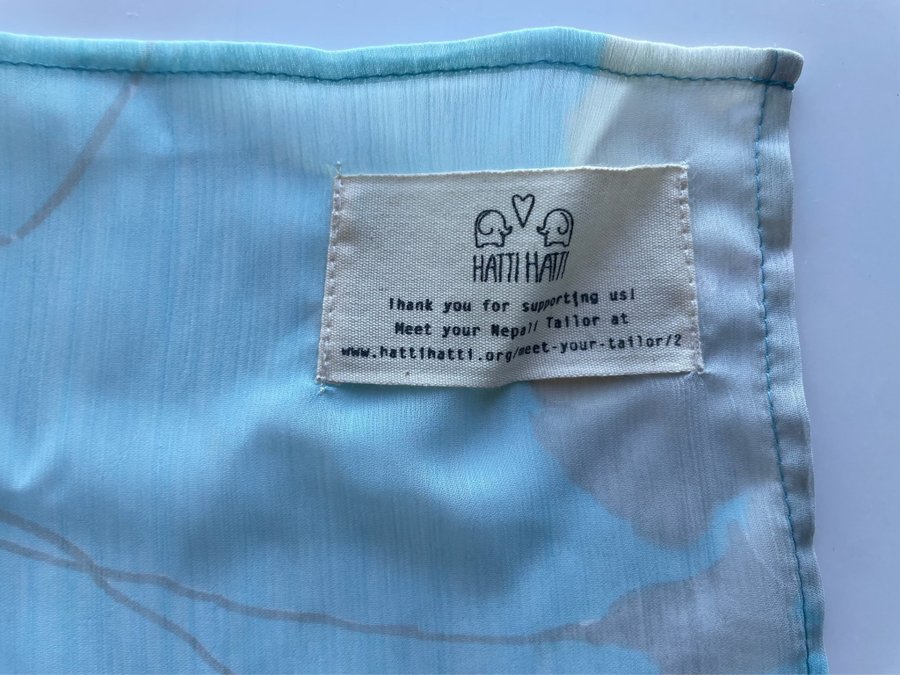 HATTI HATTI
Thank you for supporting us!
Meet your Nepali Tailor at
www.hattihatti.org/meet-your-tailor/2